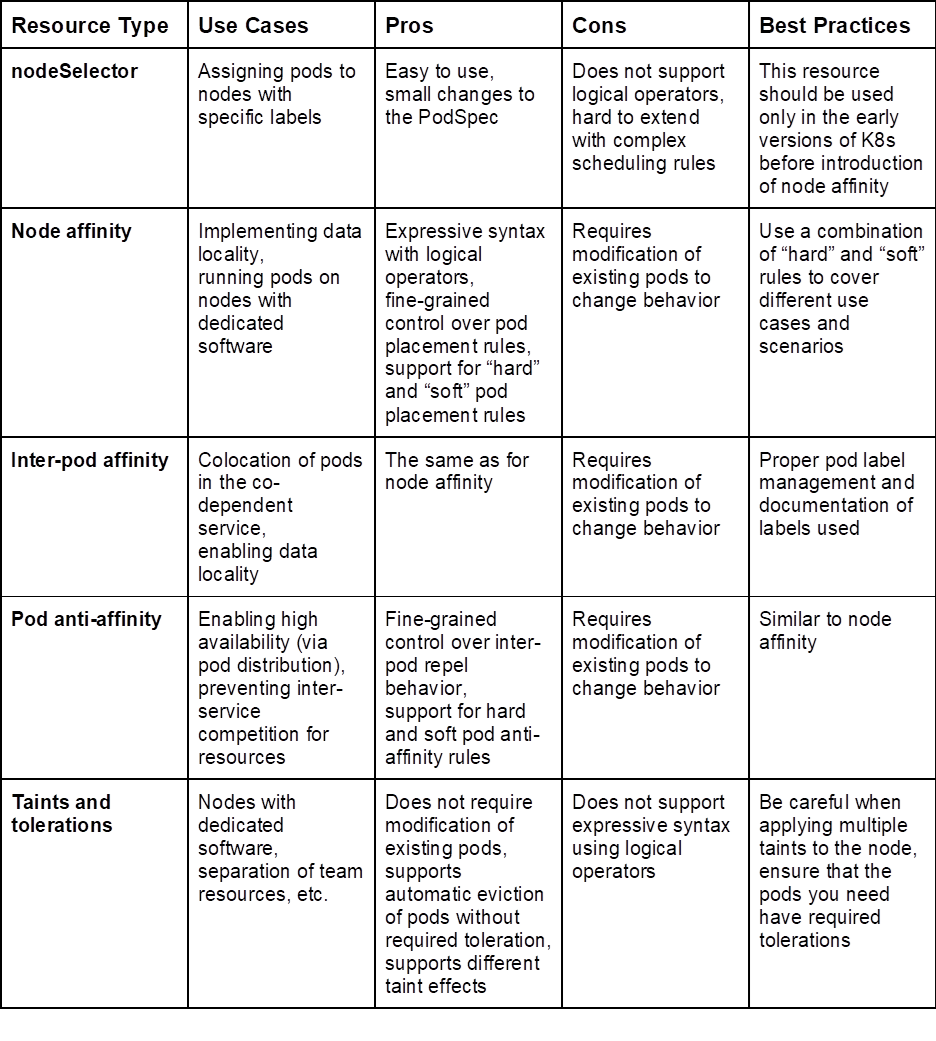 Resource Type
Use Cases
Pros
Cons
Best Practices
nodeSelector
Assigning pods to
nodes with
specific labels
Easy to use,
small changes to
the PodSpec
Does not support
logical operators,
hard to extend
with complex
scheduling rules
This resource
should be used
only in the early
versions of K8s
before introduction
of node affinity
Node affinity
Implementing data
locality,
running pods on
nodes with
dedicated
software
Expressive syntax
with logical
operators,
fine-grained
control over pod
placement rules,
support for “hard”
and “soft” pod
placement rules
Requires
modification of
existing pods to
change behavior
Use a combination
of “hard” and “soft”
rules to cover
different use
cases and
scenarios
Inter-pod affinity
Colocation of pods
in the co-
dependent
service,
enabling data
locality
The same as for
node affinity
Requires
modification of
existing pods to
change behavior
Proper pod label
management and
documentation of
labels used
Pod anti-affinity
Enabling high
availability (via
pod distribution),
preventing inter-
service
competition for
resources
Fine-grained
control over inter-
pod repel
behavior,
support for hard
and soft pod anti-
affinity rules
Requires
modification of
existing pods to
change behavior
Similar to node
affinity
Taints and
tolerations
Nodes with
dedicated
software,
separation of team
resources, etc.
Does not require
modification of
existing pods,
supports
automatic eviction
of pods without
required toleration,
supports different
taint effects
Does not support
expressive syntax
using logical
operators
Be careful when
applying multiple
taints to the node,
ensure that the
pods you need
have required
tolerations